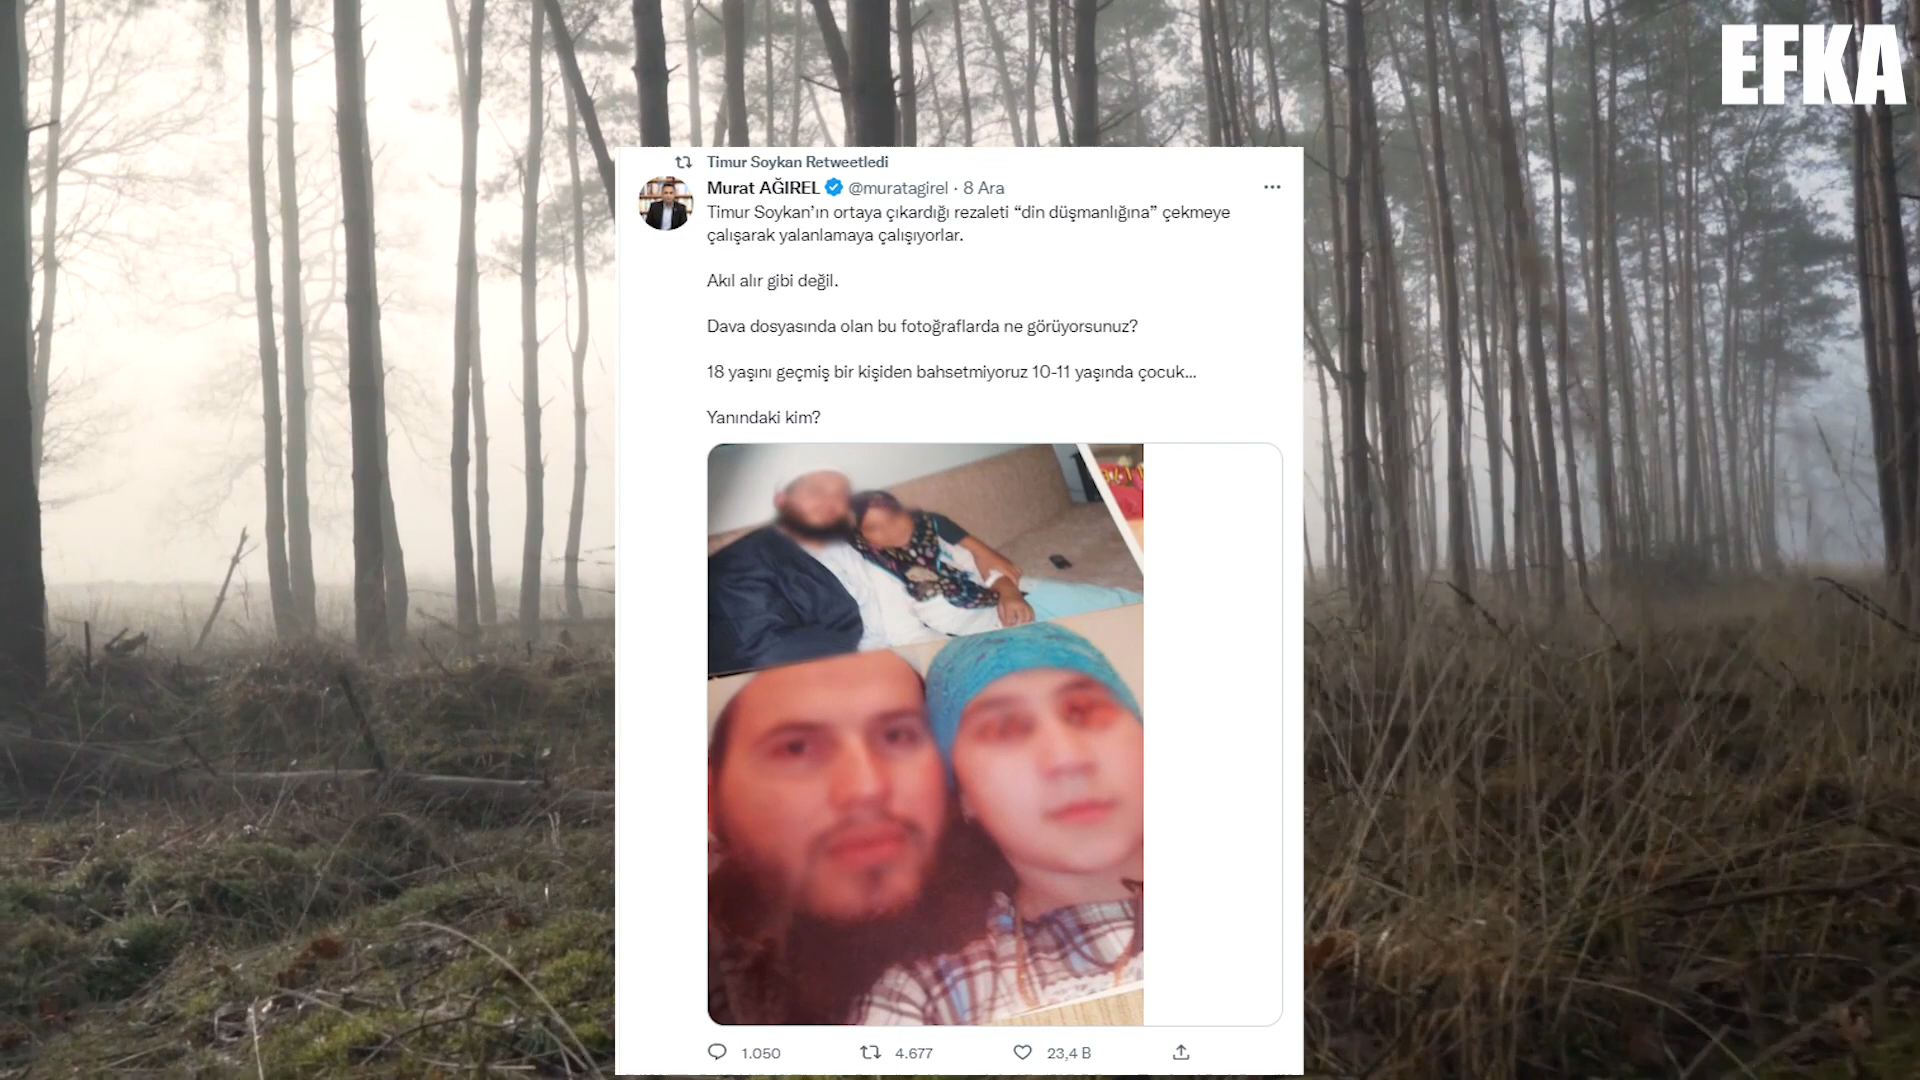 EFKA
Timur Soykan Retweetledi
Murat AĞIREL @muratagirel · 8 Ara
Timur Soykan’ın ortaya çıkardığı rezaleti “din düşmanlığına” çekmeye
çalışarak yalanlamaya çalışıyorlar.
Akıl alır gibi değil.
Dava dosyasında olan bu fotoğraflarda ne görüyorsunuz?
18 yaşını geçmiş bir kişiden bahsetmiyoruz 10-11 yaşında çocuk...
Yanındaki kim?
1.050 4.677 23,4 B